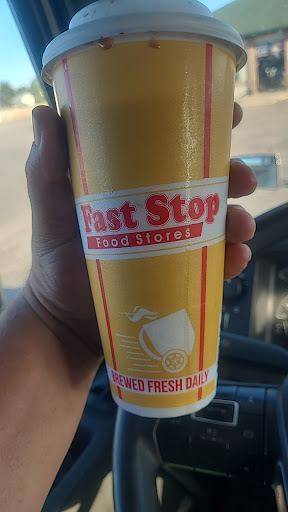 Fast Stop
Food Stores
BREWED FRESH DAILY